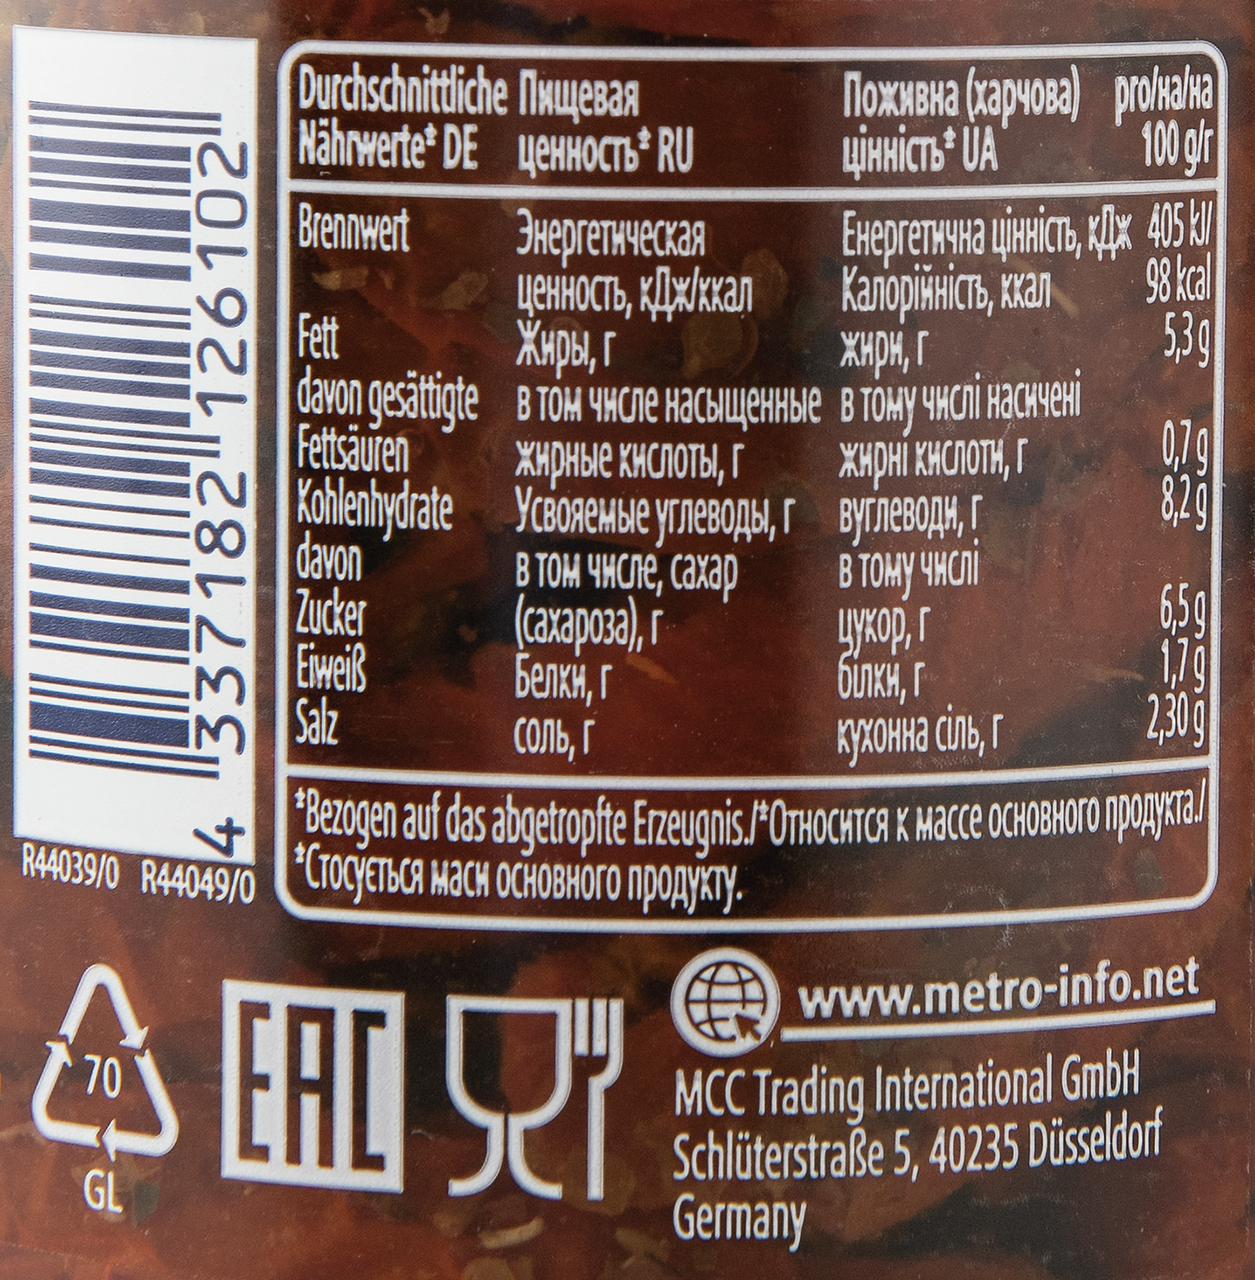 Durchschnittliche Пищевая Поживна (харчова) pro/на/на
Nährwerte* DE ценность* RU цінність* UA 100 g/г
Brennwert Энергетическая Енергетична цінність, кДж 405 kJ/
ценность, кДж/ккал Калорійність, ккал 98 kcal
Fett Жиры, г жири, г 5,3 g
davon gesättigte в том числе насыщенные в тому числі насичені
Fettsäuren жирные кислоты, г жирні кислоти, г 0,7 g
Kohlenhydrate Усвояемые углеводы, г вуглеводи, г 8,2 g
davon в том числе, сахар в тому числі
Zucker (сахароза), г цукор, г 6,5 g
Eiweiß Белки, г білки, г 1,7 g
Salz соль, г кухонна сіль, г 2,30 g
*Bezogen auf das abgetropfte Erzeugnis./*Относится к массе основного продукта./
*Стосується маси основного продукту.
4 337182 126102
R44039/0 R44049/0
70
GL
EAC
www.metro-info.net
MCC Trading International GmbH
Schlüterstraße 5, 40235 Düsseldorf
Germany